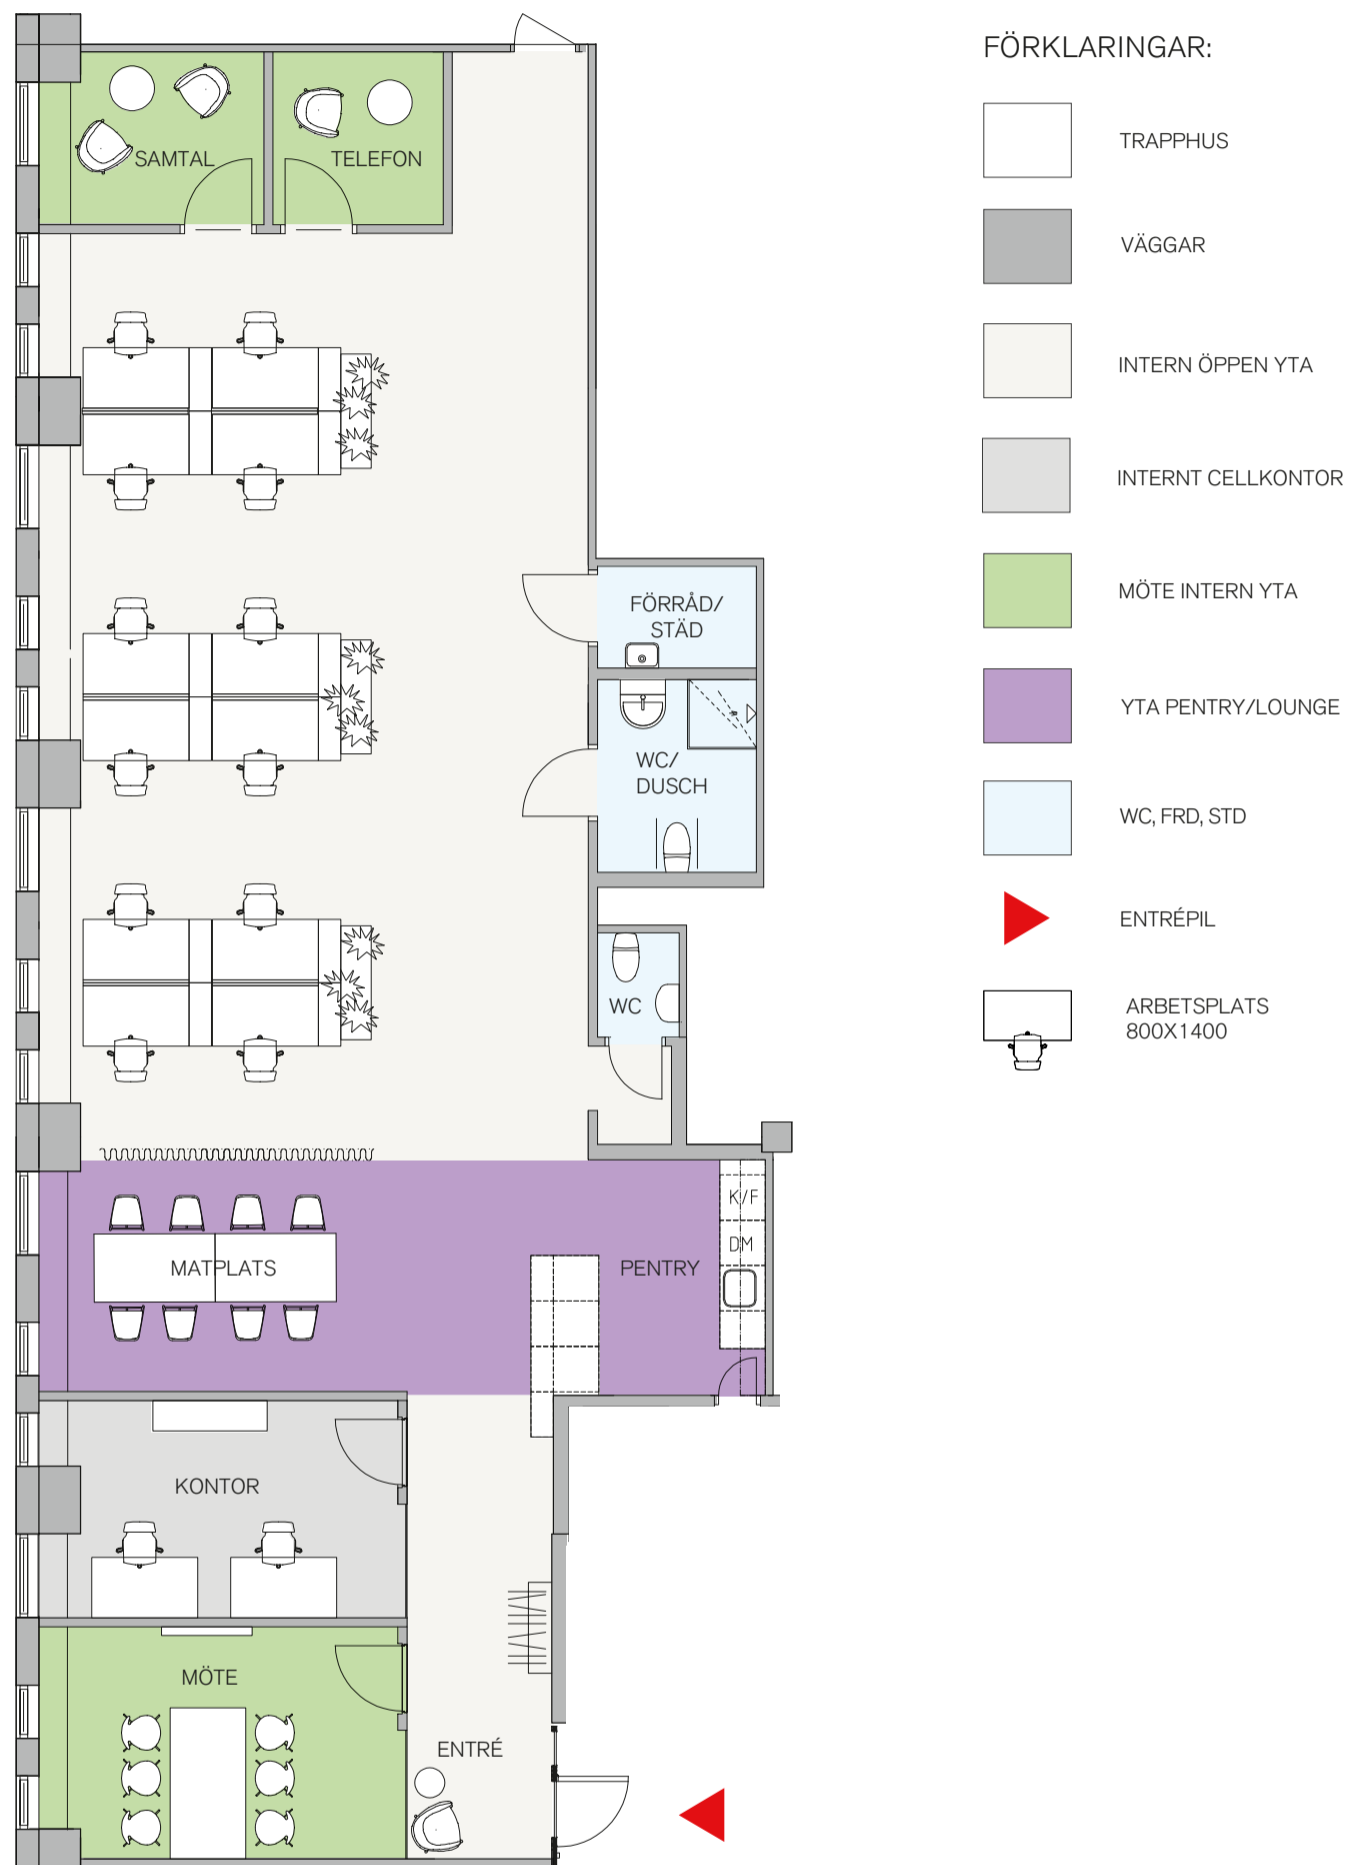 SAMTAL
TELEFON
FÖRRÅD/
STÄD
WC/
DUSCH
WC
K/F
DM
MATPLATS
PENTRY
KONTOR
MÖTE
ENTRÉ
FÖRKLARINGAR:
TRAPPHUS
VÄGGAR
INTERN ÖPPEN YTA
INTERNT CELLKONTOR
MÖTE INTERN YTA
YTA PENTRY/LOUNGE
WC, FRD, STD
ENTRÉPIL
ARBETSPLATS
800X1400